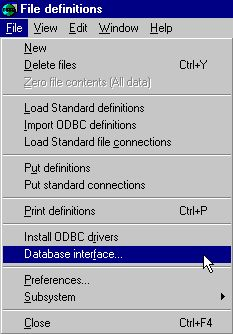 File definitions
File View Edit Window Help
New
Delete files Ctrl+Y
Zero file contents (All data)
Load Standard definitions
Import ODBC definitions
Load Standard file connections
Put definitions
Put standard connections
Print definitions Ctrl+P
Install ODBC drivers
Database interface...
Preferences...
Subsystem
Close Ctrl+F4